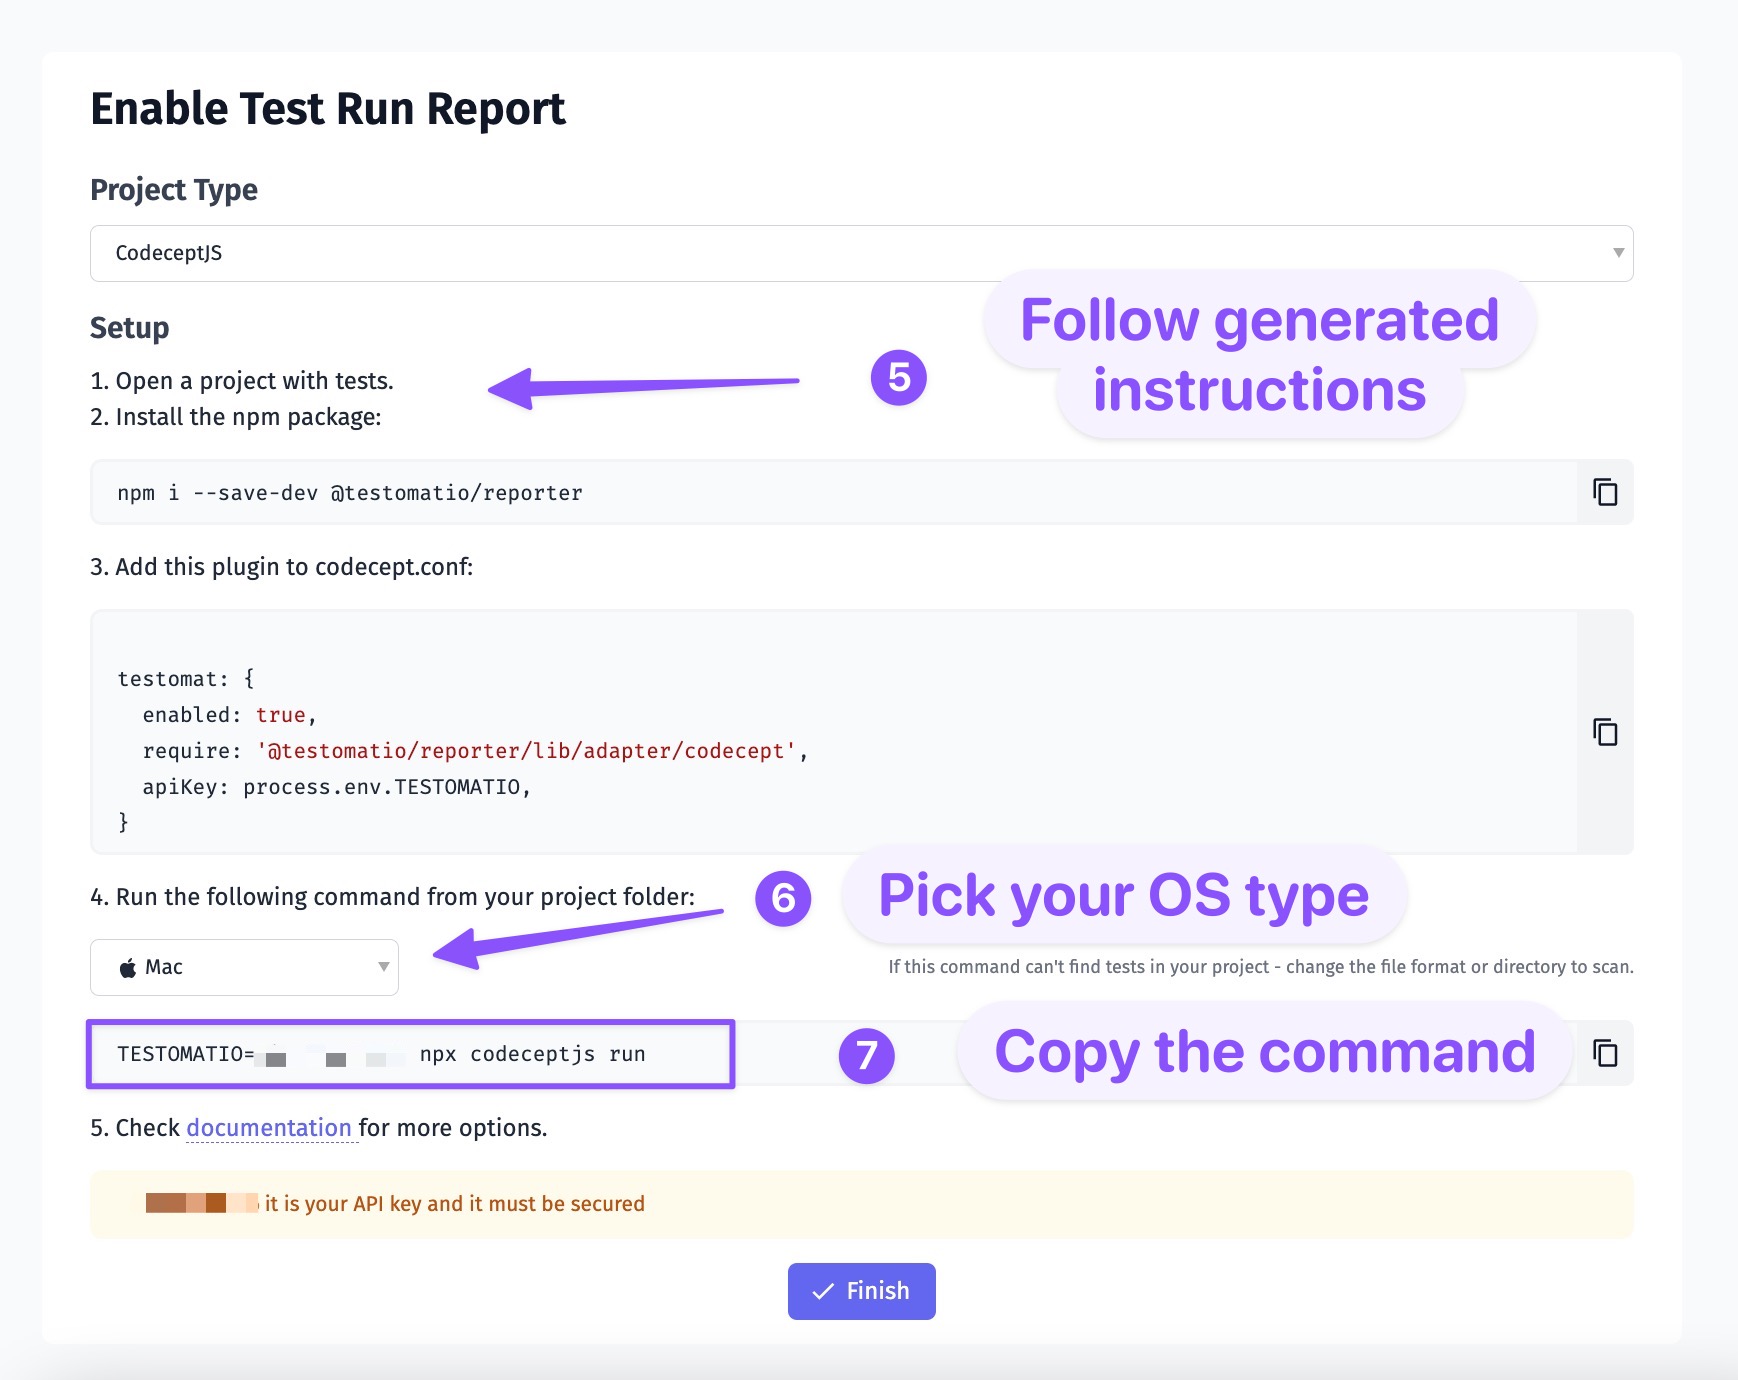 Enable Test Run Report
Project Type
CodeceptJS
Setup
1. Open a project with tests.
5
Follow generated
instructions
2. Install the npm package:
npm i --save-dev @testomatio/reporter
3. Add this plugin to codecept.conf:
testomat: {
  enabled: true,
  require: '@testomatio/reporter/lib/adapter/codecept',
  apiKey: process.env.TESTOMATIO,
}
4. Run the following command from your project folder:
6
Pick your OS type
Mac
If this command can't find tests in your project - change the file format or directory to scan.
TESTOMATIO= npx codeceptjs run
7
Copy the command
5. Check documentation for more options.
it is your API key and it must be secured
Finish